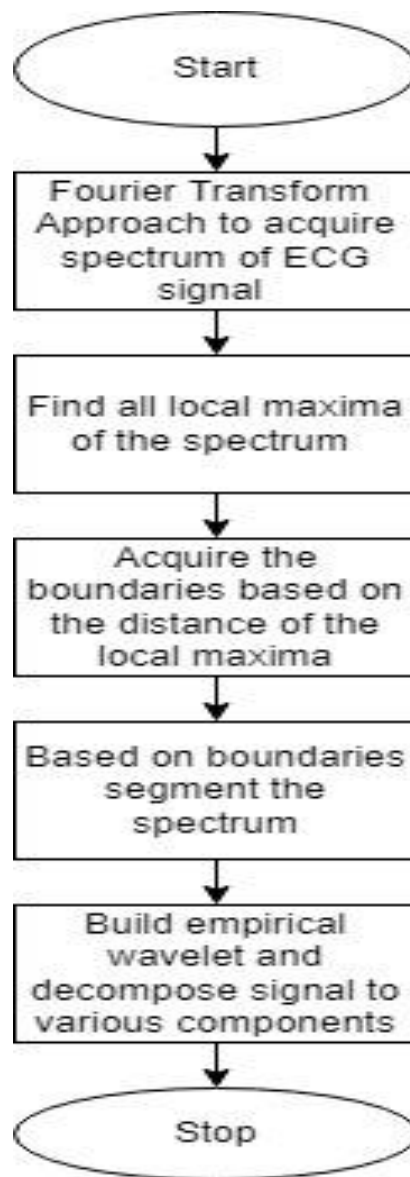 Start
Fourier Transform
Approach to acquire
spectrum of ECG
signal
Find all local maxima
of the spectrum
Acquire the
boundaries based on
the distance of the
local maxima
Based on boundaries
segment the
spectrum
Build empirical
wavelet and
decompose signal to
various components
Stop